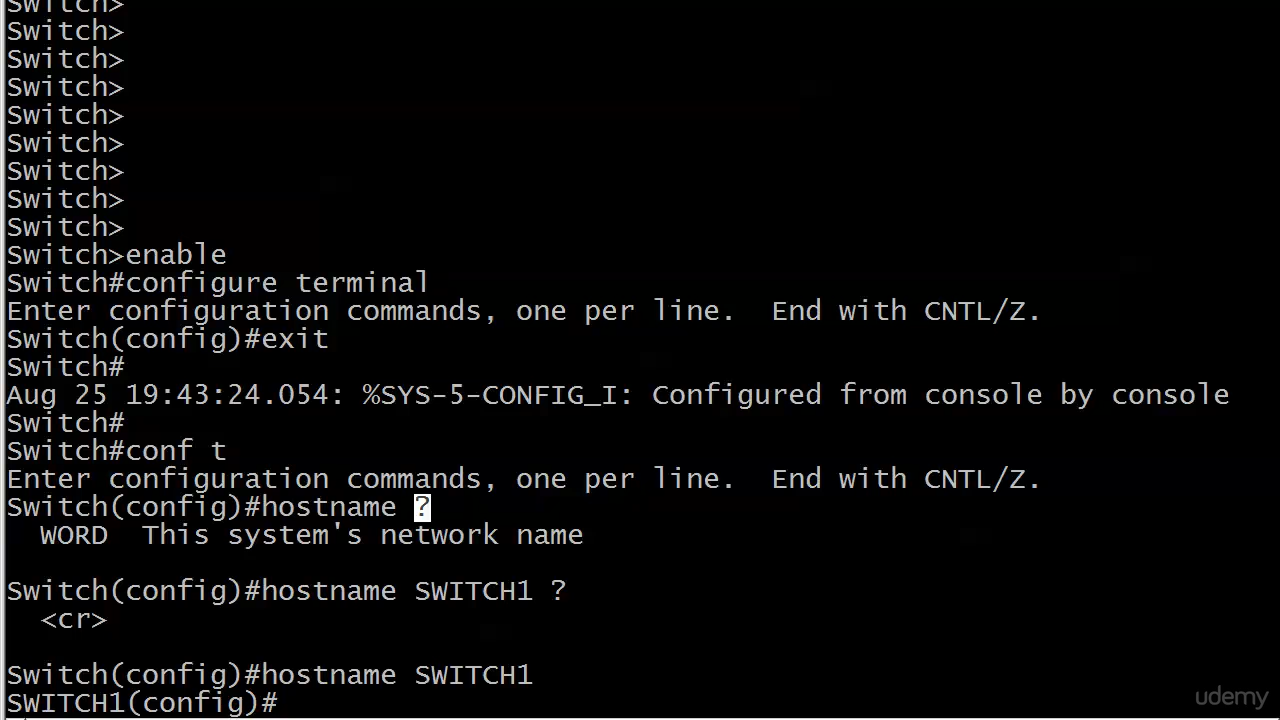 Switch>
Switch>
Switch>
Switch>
Switch>
Switch>
Switch>
Switch>
Switch>
Switch>enable
Switch#configure terminal
Enter configuration commands, one per line.  End with CNTL/Z.
Switch(config)#exit
Switch#
Aug 25 19:43:24.054: %SYS-5-CONFIG_I: Configured from console by console
Switch#
Switch#conf t
Enter configuration commands, one per line.  End with CNTL/Z.
Switch(config)#hostname ?
  WORD  This system's network name
Switch(config)#hostname SWITCH1 ?
  <cr>
Switch(config)#hostname SWITCH1
SWITCH1(config)#
udemy